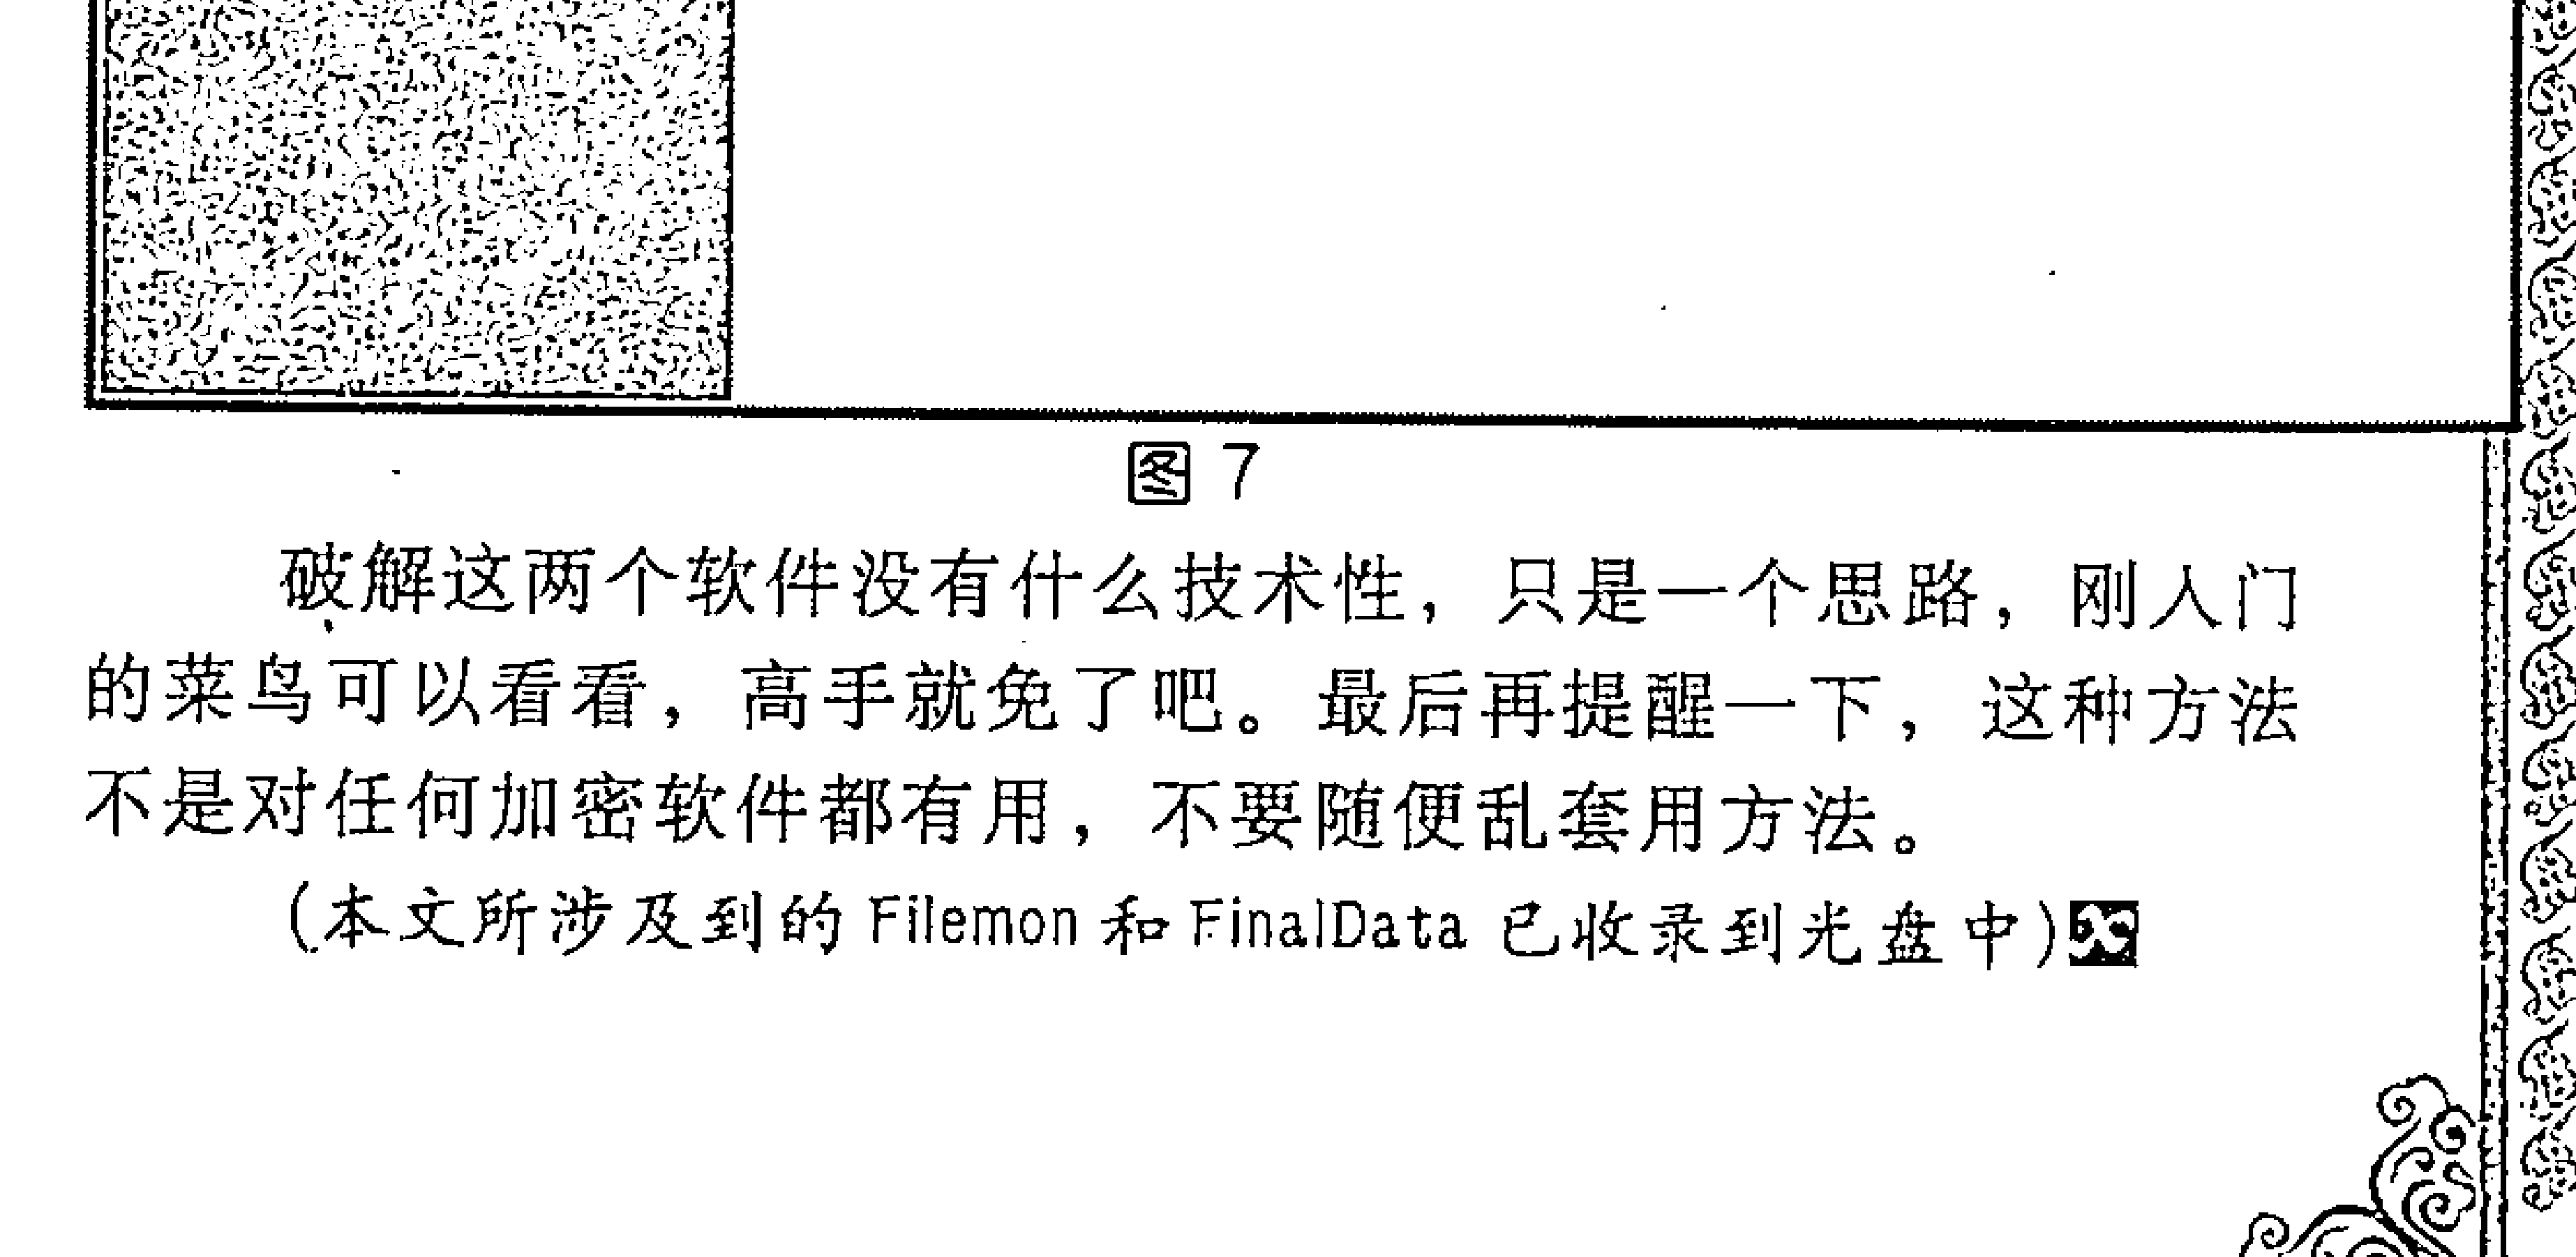 图 7
破解这两个软件没有什么技术性，只是一个思路，刚入门
的菜鸟可以看看，高手就免了吧。最后再提醒一下，这种方法
不是对任何加密软件都有用，不要随便乱套用方法。
(本文所涉及到的 Filemon 和 FinalData 已收录到光盘中)